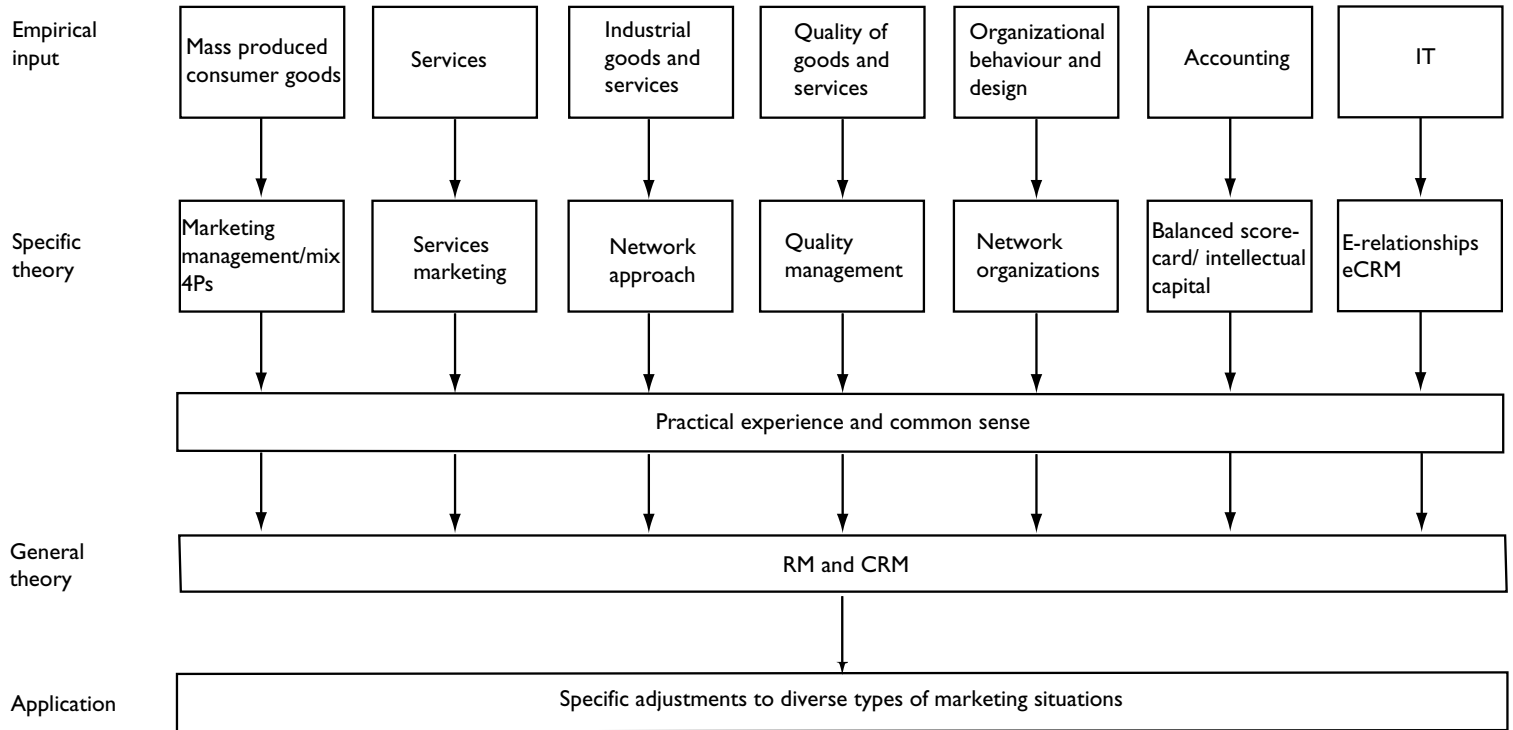 Empirical
input
Mass produced
consumer goods
Services
Industrial
goods and
services
Quality of
goods and
services
Organizational
behaviour and
design
Accounting
IT
Specific
theory
Marketing
management/mix
4Ps
Services
marketing
Network
approach
Quality
management
Network
organizations
Balanced score-
card/ intellectual
capital
E-relationships
eCRM
Practical experience and common sense
General
theory
RM and CRM
Application
Specific adjustments to diverse types of marketing situations